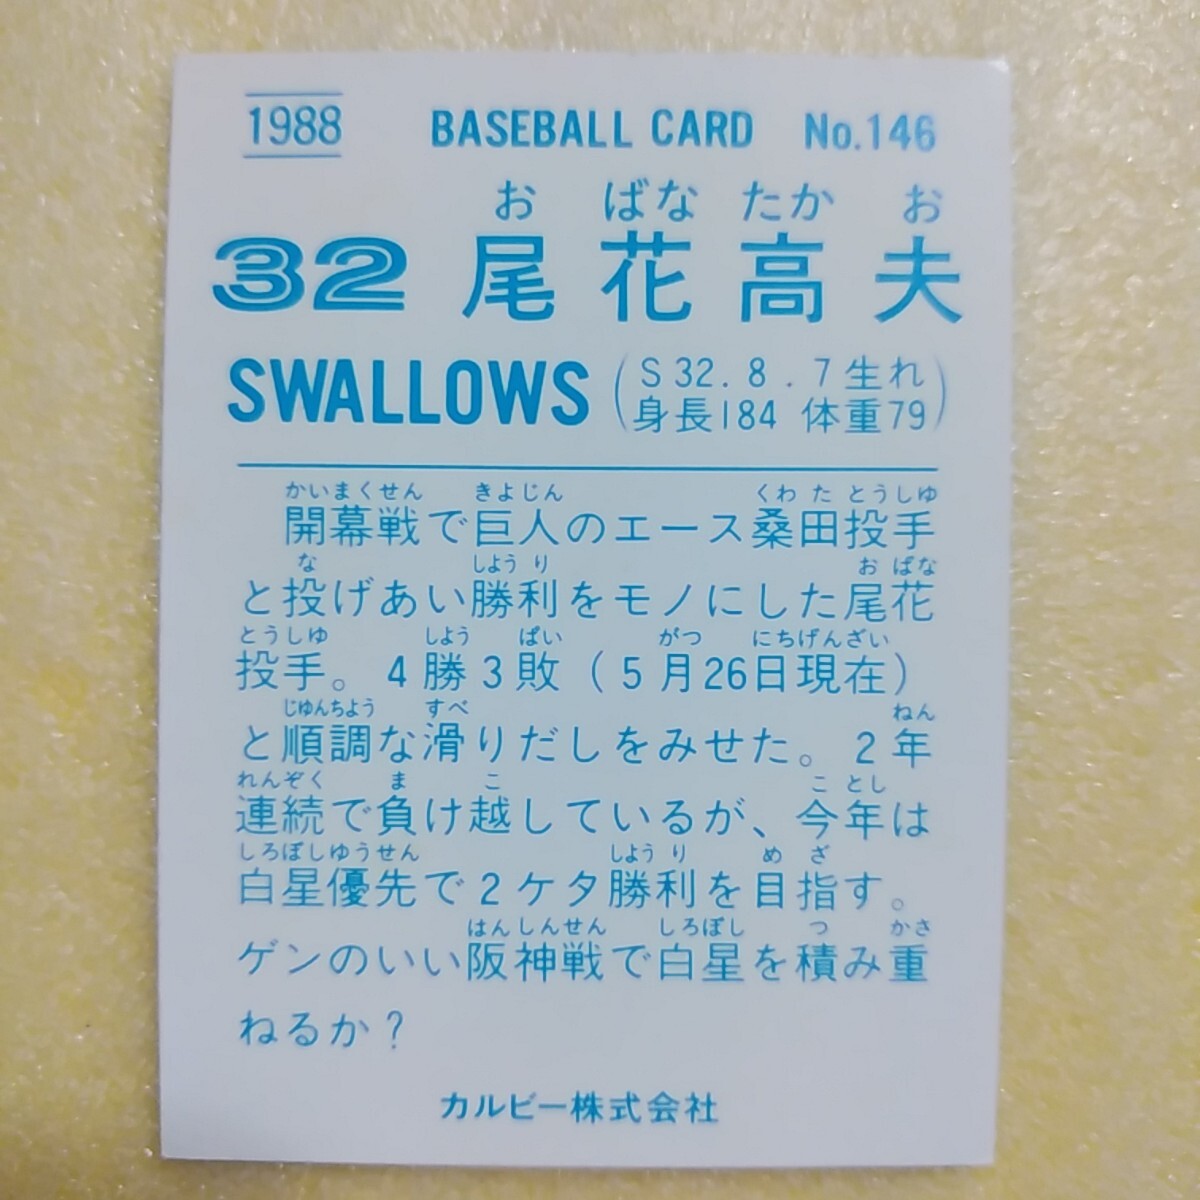 1988 BASEBALL CARD No.146
お ばな たか お
32 尾花高夫
SWALLOWS (S32.8.7生れ
身長184 体重79)
かいまくせん きよじん くわ た とうしゆ
開幕戦で巨人のエース桑田投手
な しよう り お ばな
と投げあい勝利をモノにした尾花
とうしゆ しよう ぱい がつ にちげんざい
投手。4勝3敗(5月26日現在)
じゆんちよう すべ ねん
と順調な滑りだしをみせた。2年
れんぞく ま こ こ とし
連続で負け越しているが、今年は
しろぼしゆうせん しよう り め ざ
白星優先で2ケタ勝利を目指す。
はんしんせん しろぼし つ かさ
ゲンのいい阪神戦で白星を積み重
ねるか?
カルビー株式会社